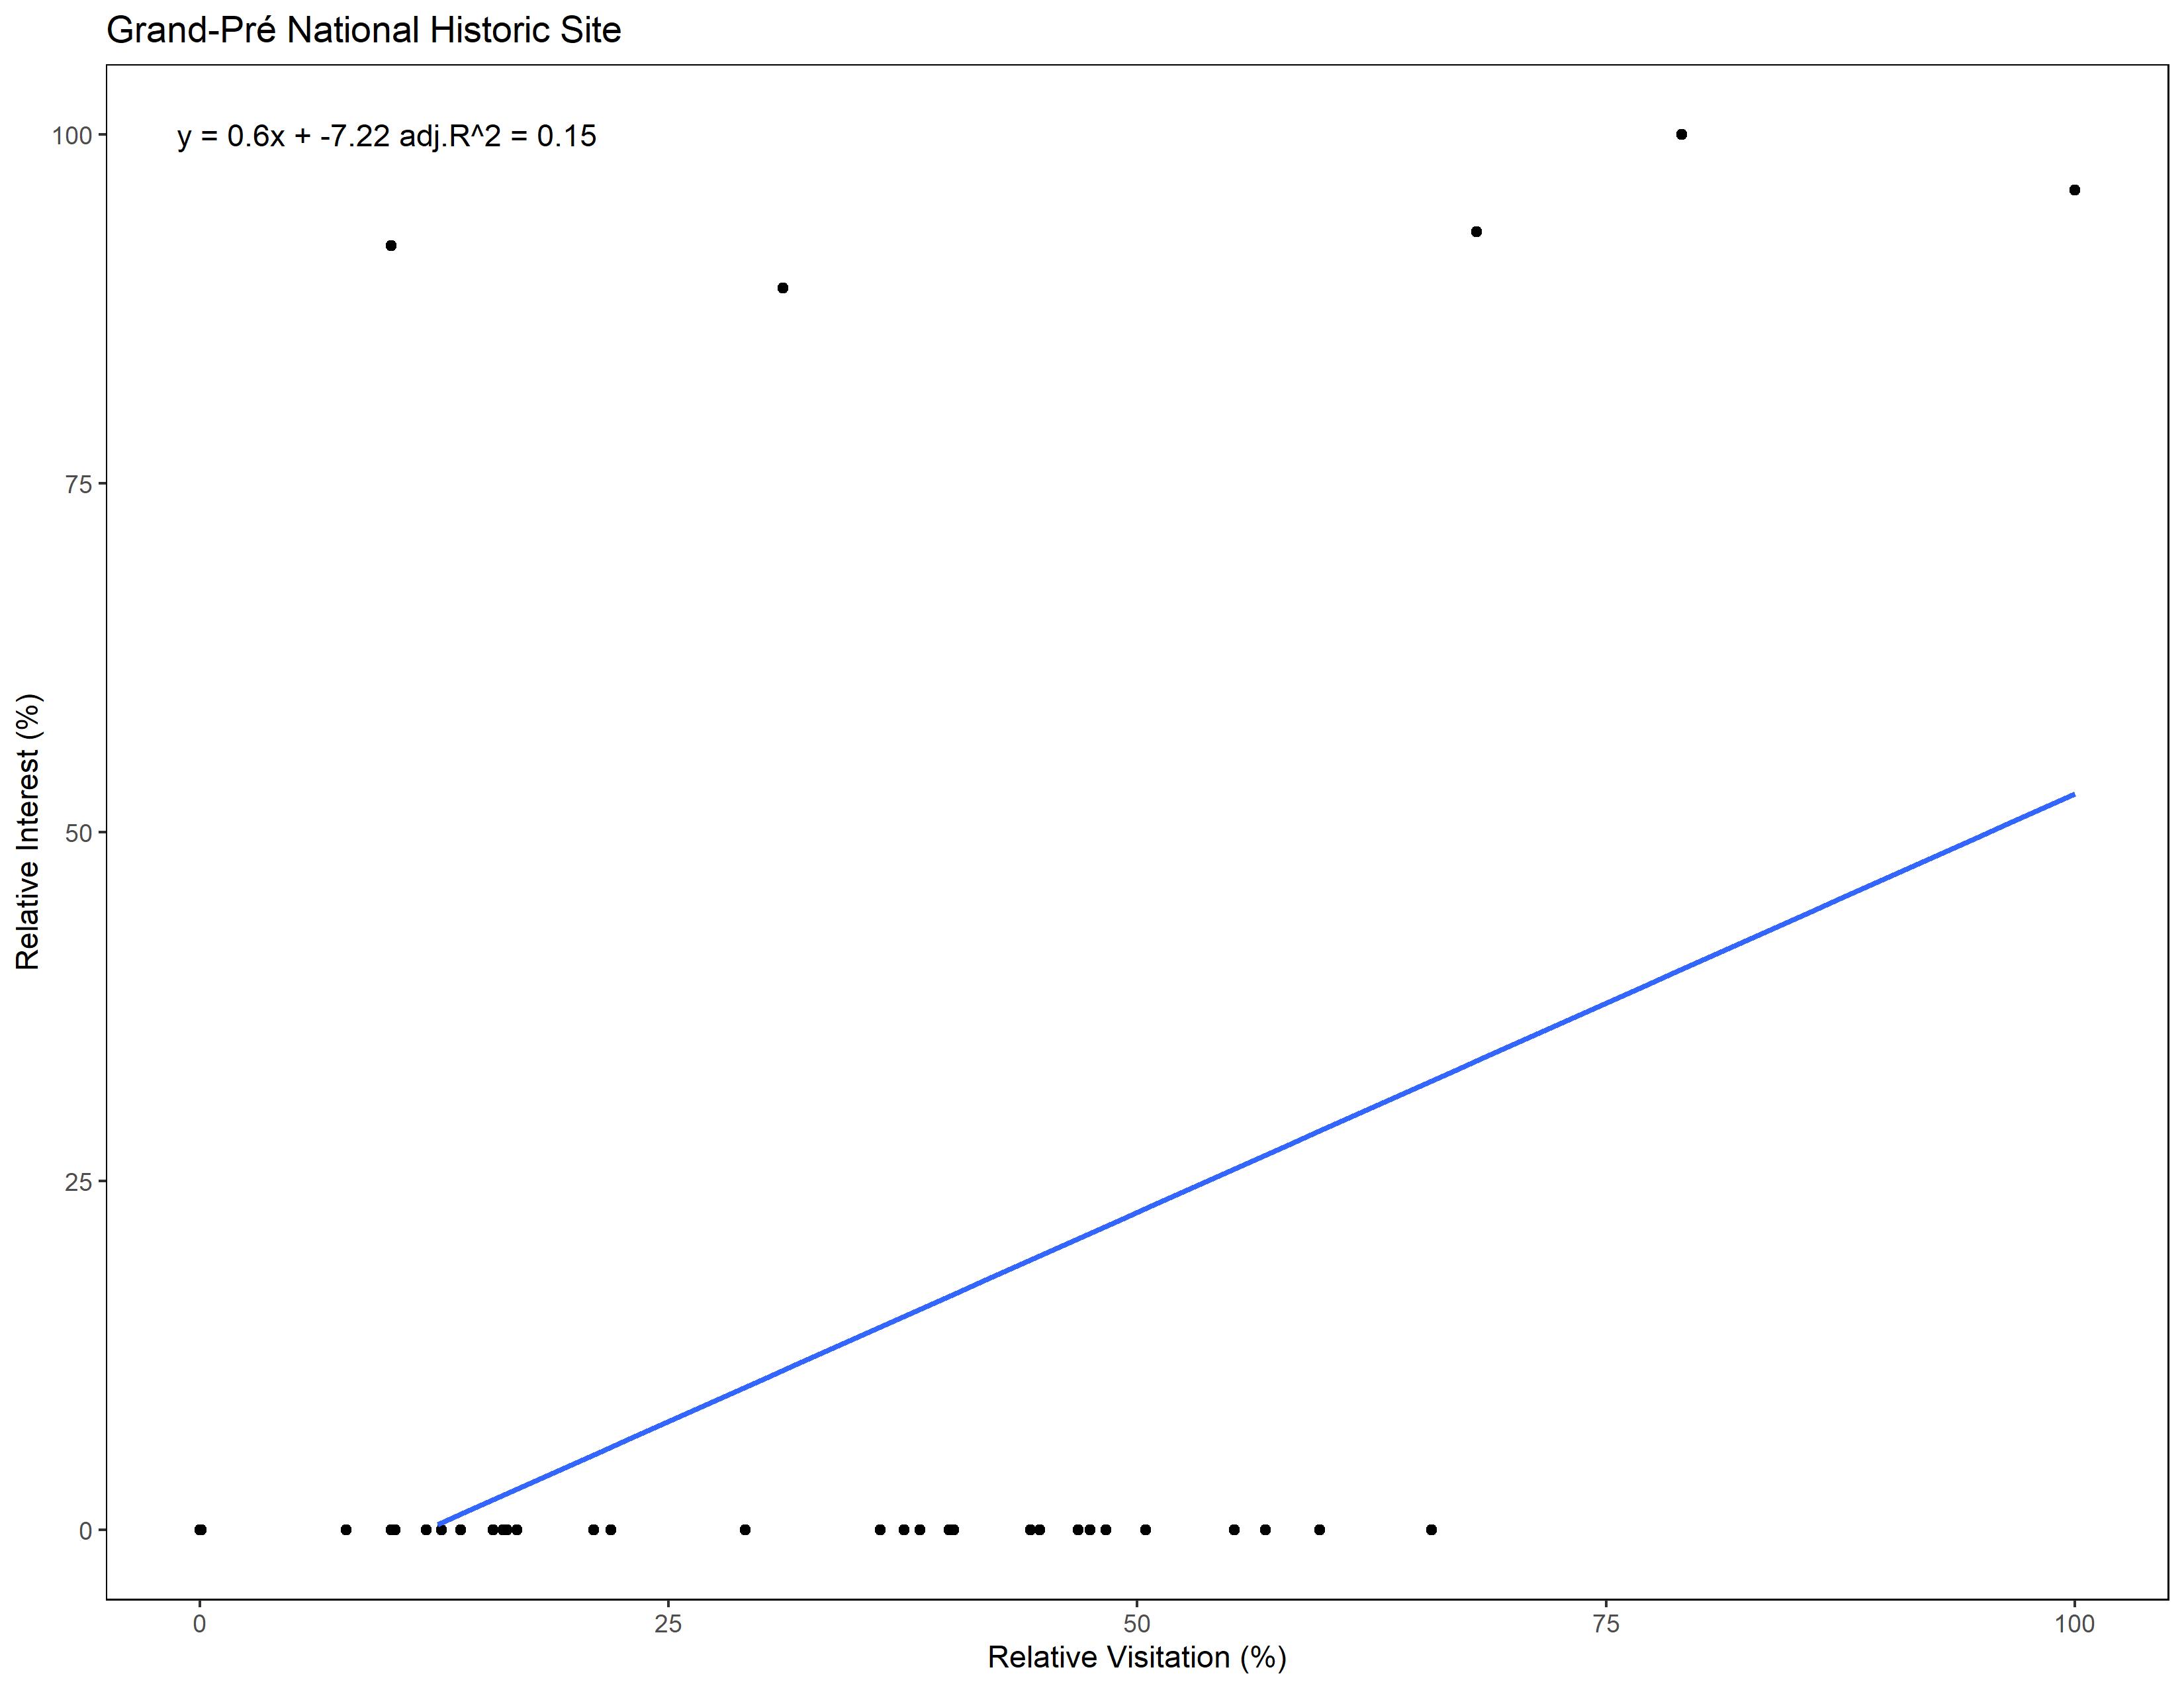 Grand-Pré National Historic Site
y = 0.6x + -7.22 adj.R^2 = 0.15
100
75
50
25
0
Relative Interest (%)
0 25 50 75 100
Relative Visitation (%)